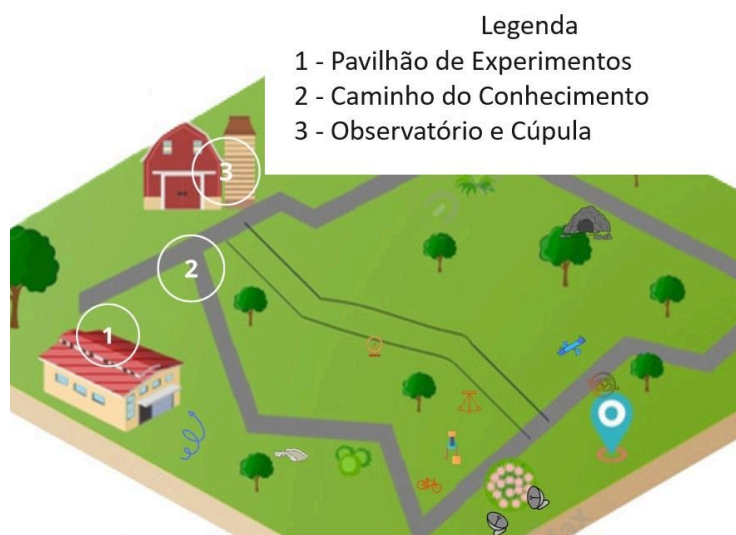 Legenda
1 - Pavilhão de Experimentos
2 - Caminho do Conhecimento
3 - Observatório e Cúpula
3
2
1